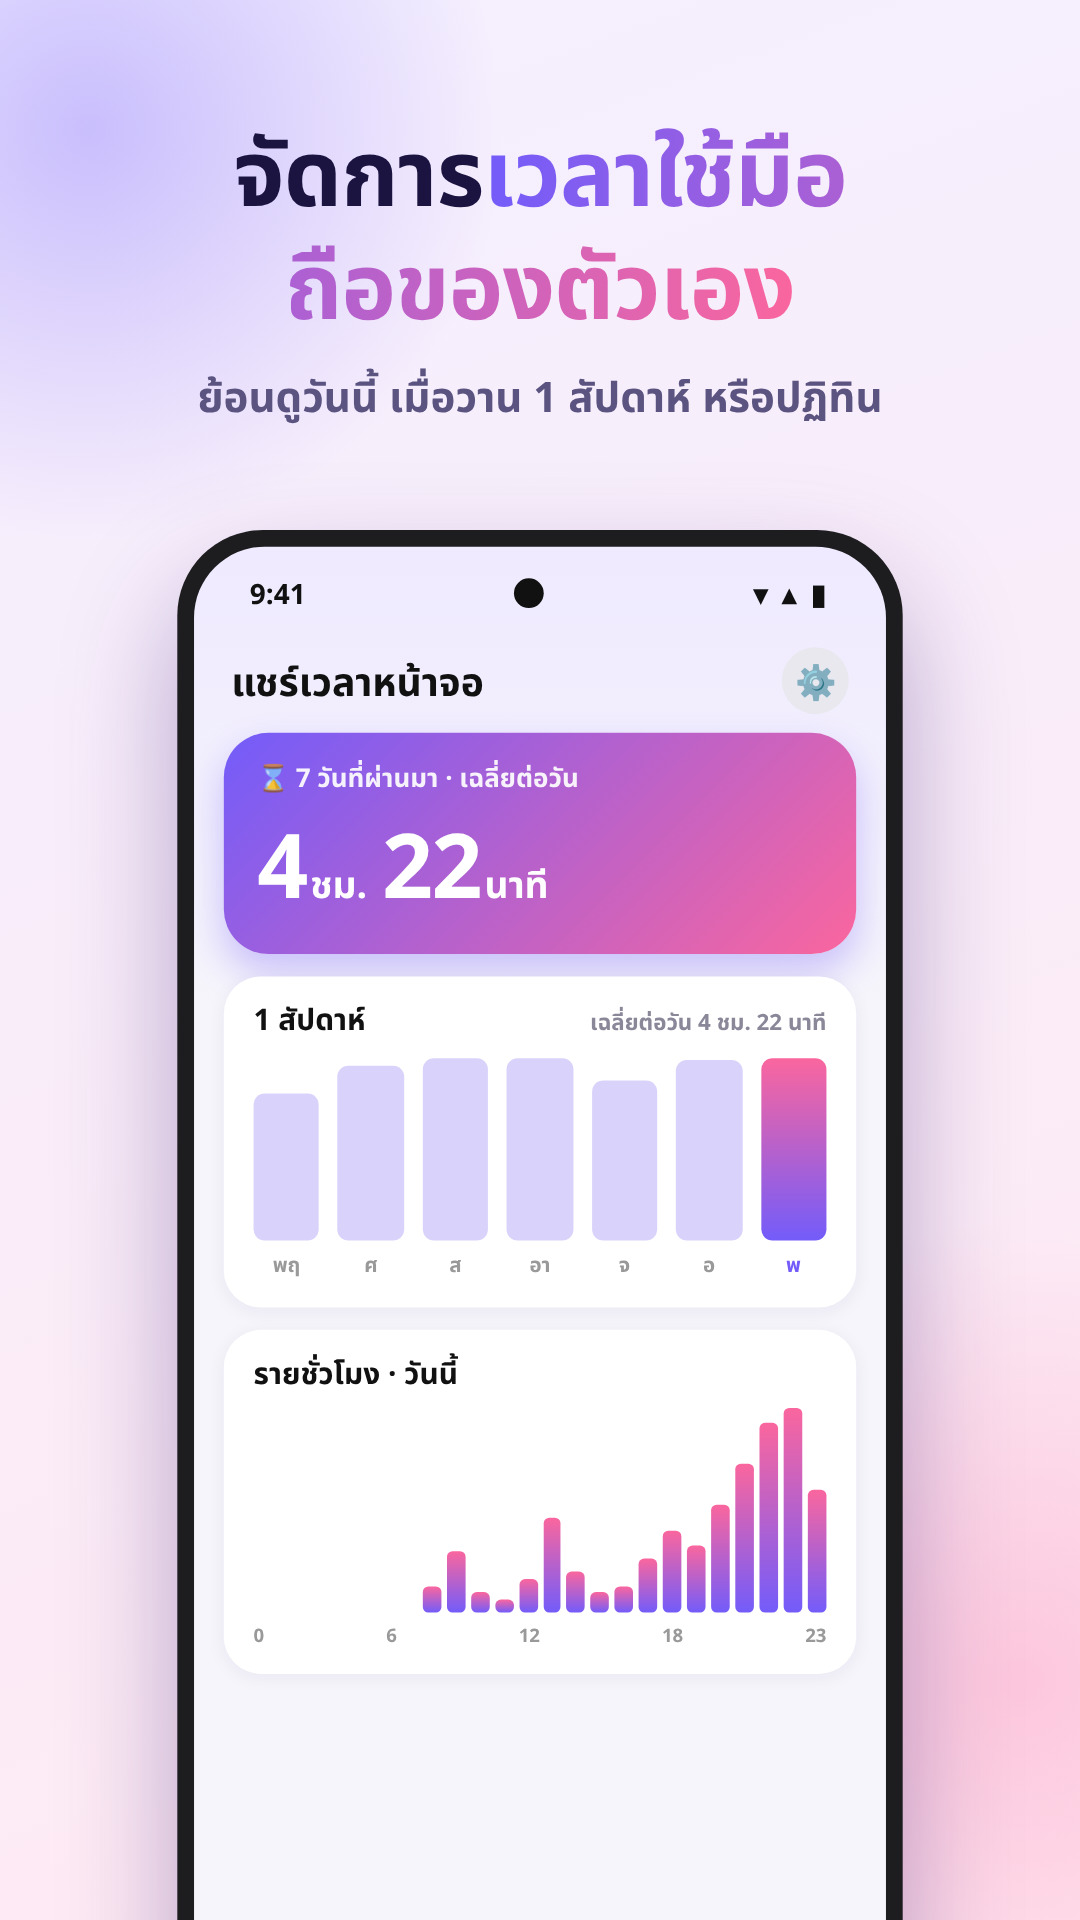 จัดการเวลาใช้มือ
ถือของตัวเอง
ย้อนดูวันนี้ เมื่อวาน 1 สัปดาห์ หรือปฏิทิน
9:41
แชร์เวลาหน้าจอ
7 วันที่ผ่านมา · เฉลี่ยต่อวัน
4 ชม. 22 นาที
1 สัปดาห์ เฉลี่ยต่อวัน 4 ชม. 22 นาที
พฤ ศ ส อา จ อ พ
รายชั่วโมง · วันนี้
0 6 12 18 23